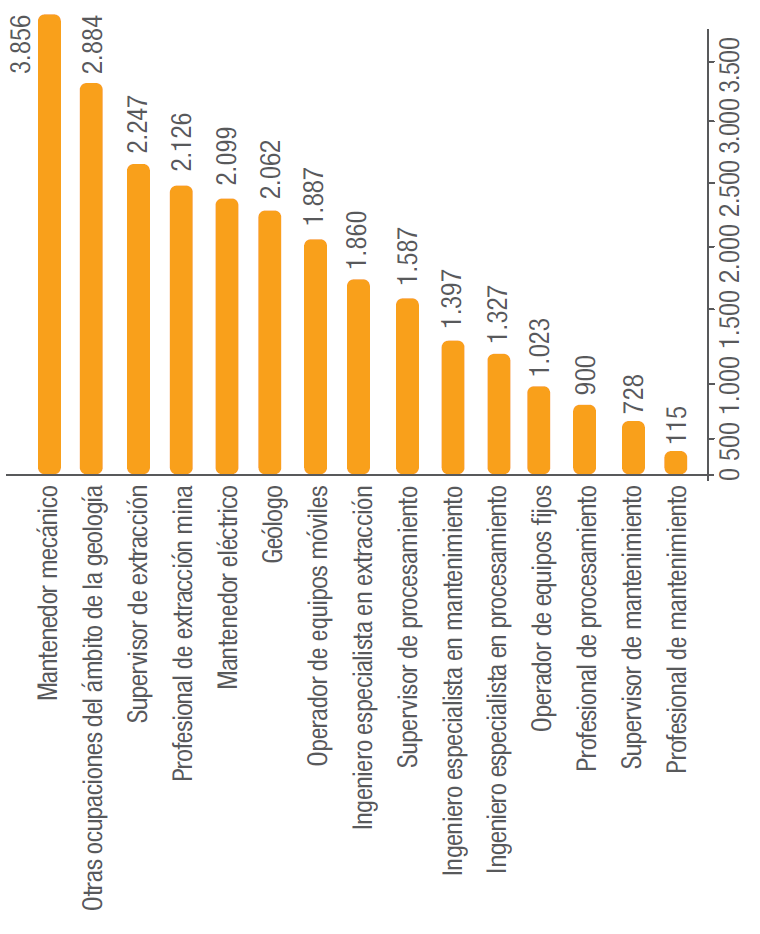 3.856
2.884
2.247
2.126
2.099
2.062
1.887
1.860
1.587
1.397
1.327
1.023
900
728
115
Mantenedor mecánico
Otras ocupaciones del ámbito de la geología
Supervisor de extracción
Profesional de extracción mina
Mantenedor eléctrico
Geólogo
Operador de equipos móviles
Ingeniero especialista en extracción
Supervisor de procesamiento
Ingeniero especialista en mantenimiento
Ingeniero especialista en procesamiento
Operador de equipos fijos
Profesional de procesamiento
Supervisor de mantenimiento
Profesional de mantenimiento
0 500 1.000 1.500 2.000 2.500 3.000 3.500